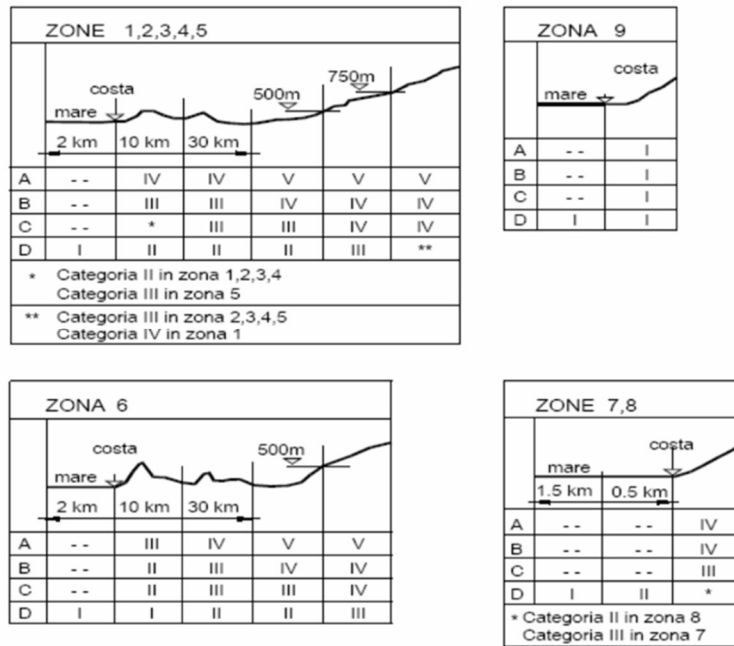 ZONE 1,2,3,4,5
costa
mare
500m
750m
2 km 10 km 30 km
A -- IV IV V V V
B -- III III IV IV IV
C -- * III III IV IV
D I II II II III **
* Categoria II in zona 1,2,3,4
Categoria III in zona 5
** Categoria III in zona 2,3,4,5
Categoria IV in zona 1
ZONA 9
costa
mare
A -- I
B -- I
C -- I
D I I
ZONA 6
costa
mare
500m
2 km 10 km 30 km
A -- III IV V V
B -- II III IV IV
C -- II III III IV
D I I II II III
ZONE 7,8
costa
mare
1.5 km 0.5 km
A -- -- IV
B -- -- IV
C -- -- III
D I II *
* Categoria II in zona 8
Categoria III in zona 7